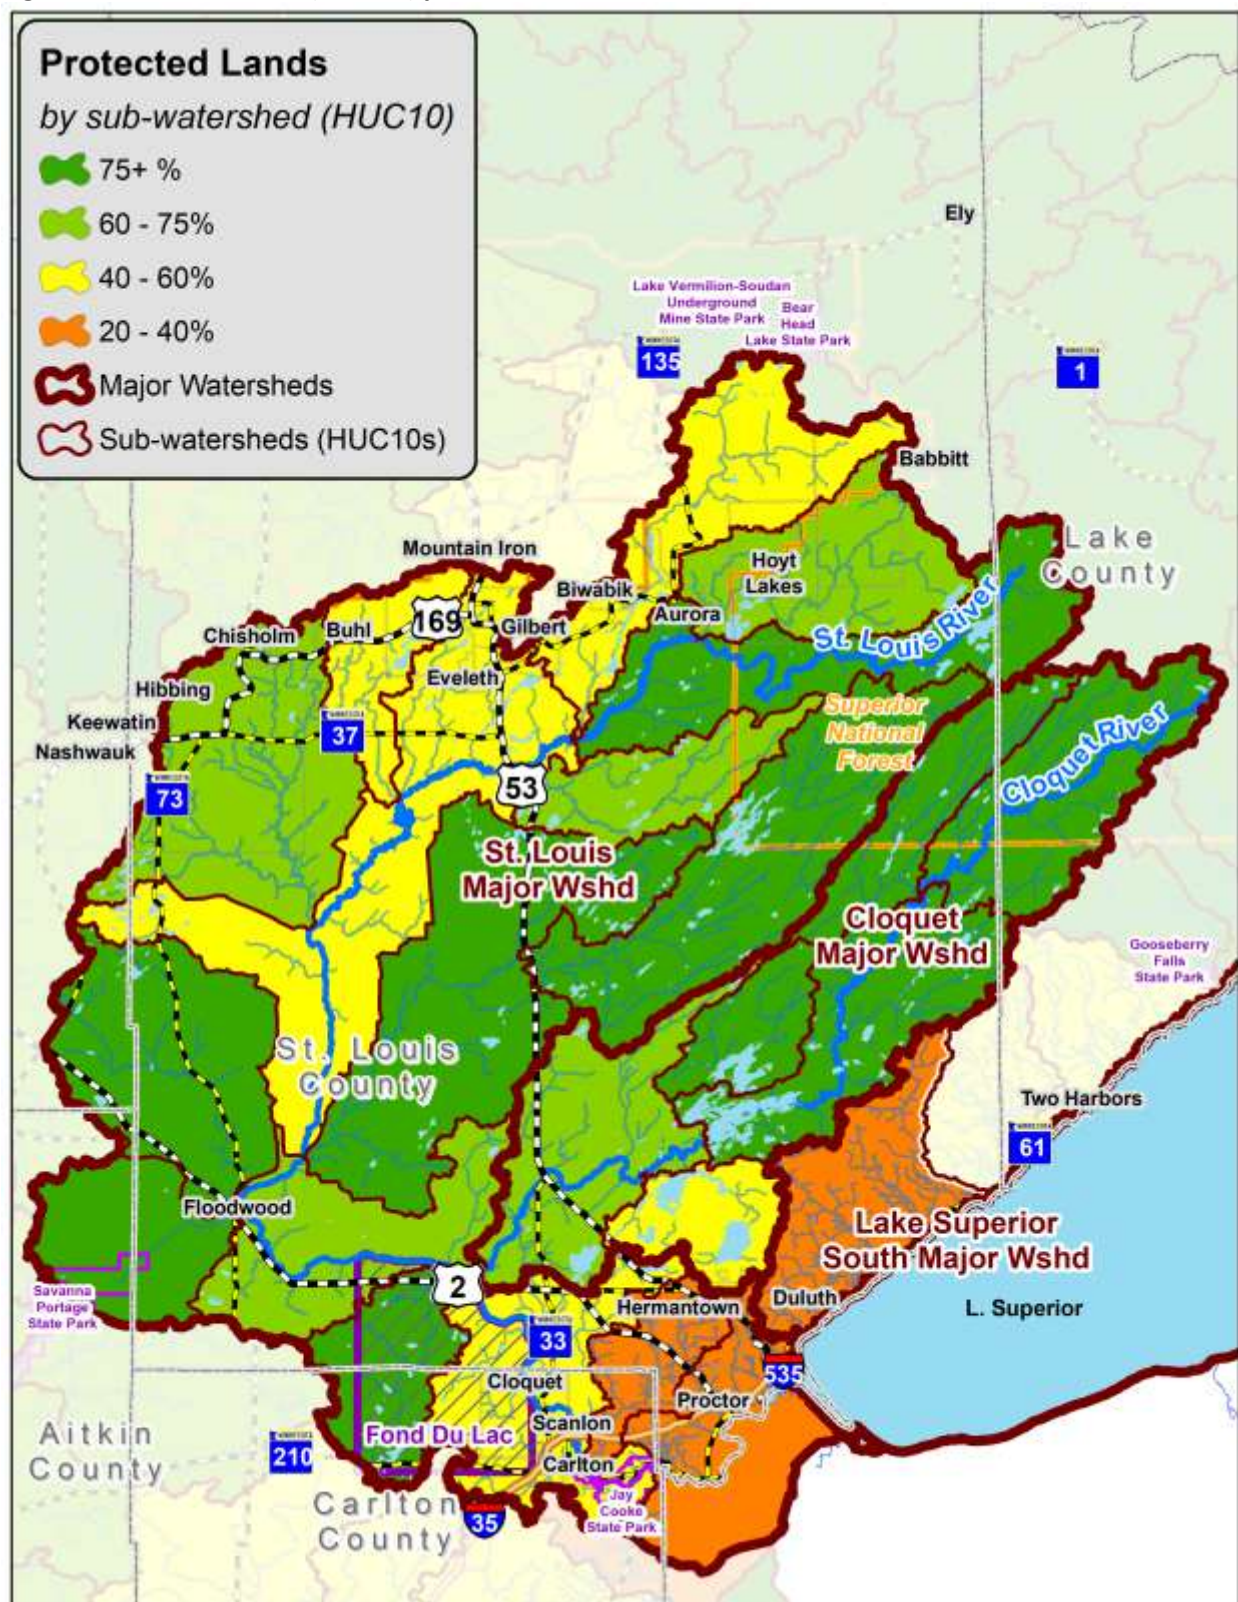 Protected Lands
by sub-watershed (HUC10)
75+ %
60 - 75%
40 - 60%
20 - 40%
Major Watersheds
Sub-watersheds (HUC10s)
Ely
Lake Vermilion-Soudan
Underground
Mine State Park
Bear
Head
Lake State Park
135
1
Babbitt
Lake
County
Mountain Iron
Hoyt
Lakes
Biwabik
Aurora
169
Gilbert
Buhl
Chisholm
St. Louis River
Eveleth
Hibbing
Keewatin
Nashwauk
37
Superior
National
Forest
Cloquet River
73
53
St. Louis
Major Wshd
Cloquet
Major Wshd
Gooseberry
Falls
State Park
St. Louis
County
Two Harbors
61
Floodwood
Lake Superior
South Major Wshd
Savanna
Portage
State Park
2
Hermantown
Duluth
L. Superior
33
535
Cloquet
Proctor
Scanlon
Fond Du Lac
Aitkin
County
210
Carlton
Jay
Cooke
State Park
Carlton
County
35